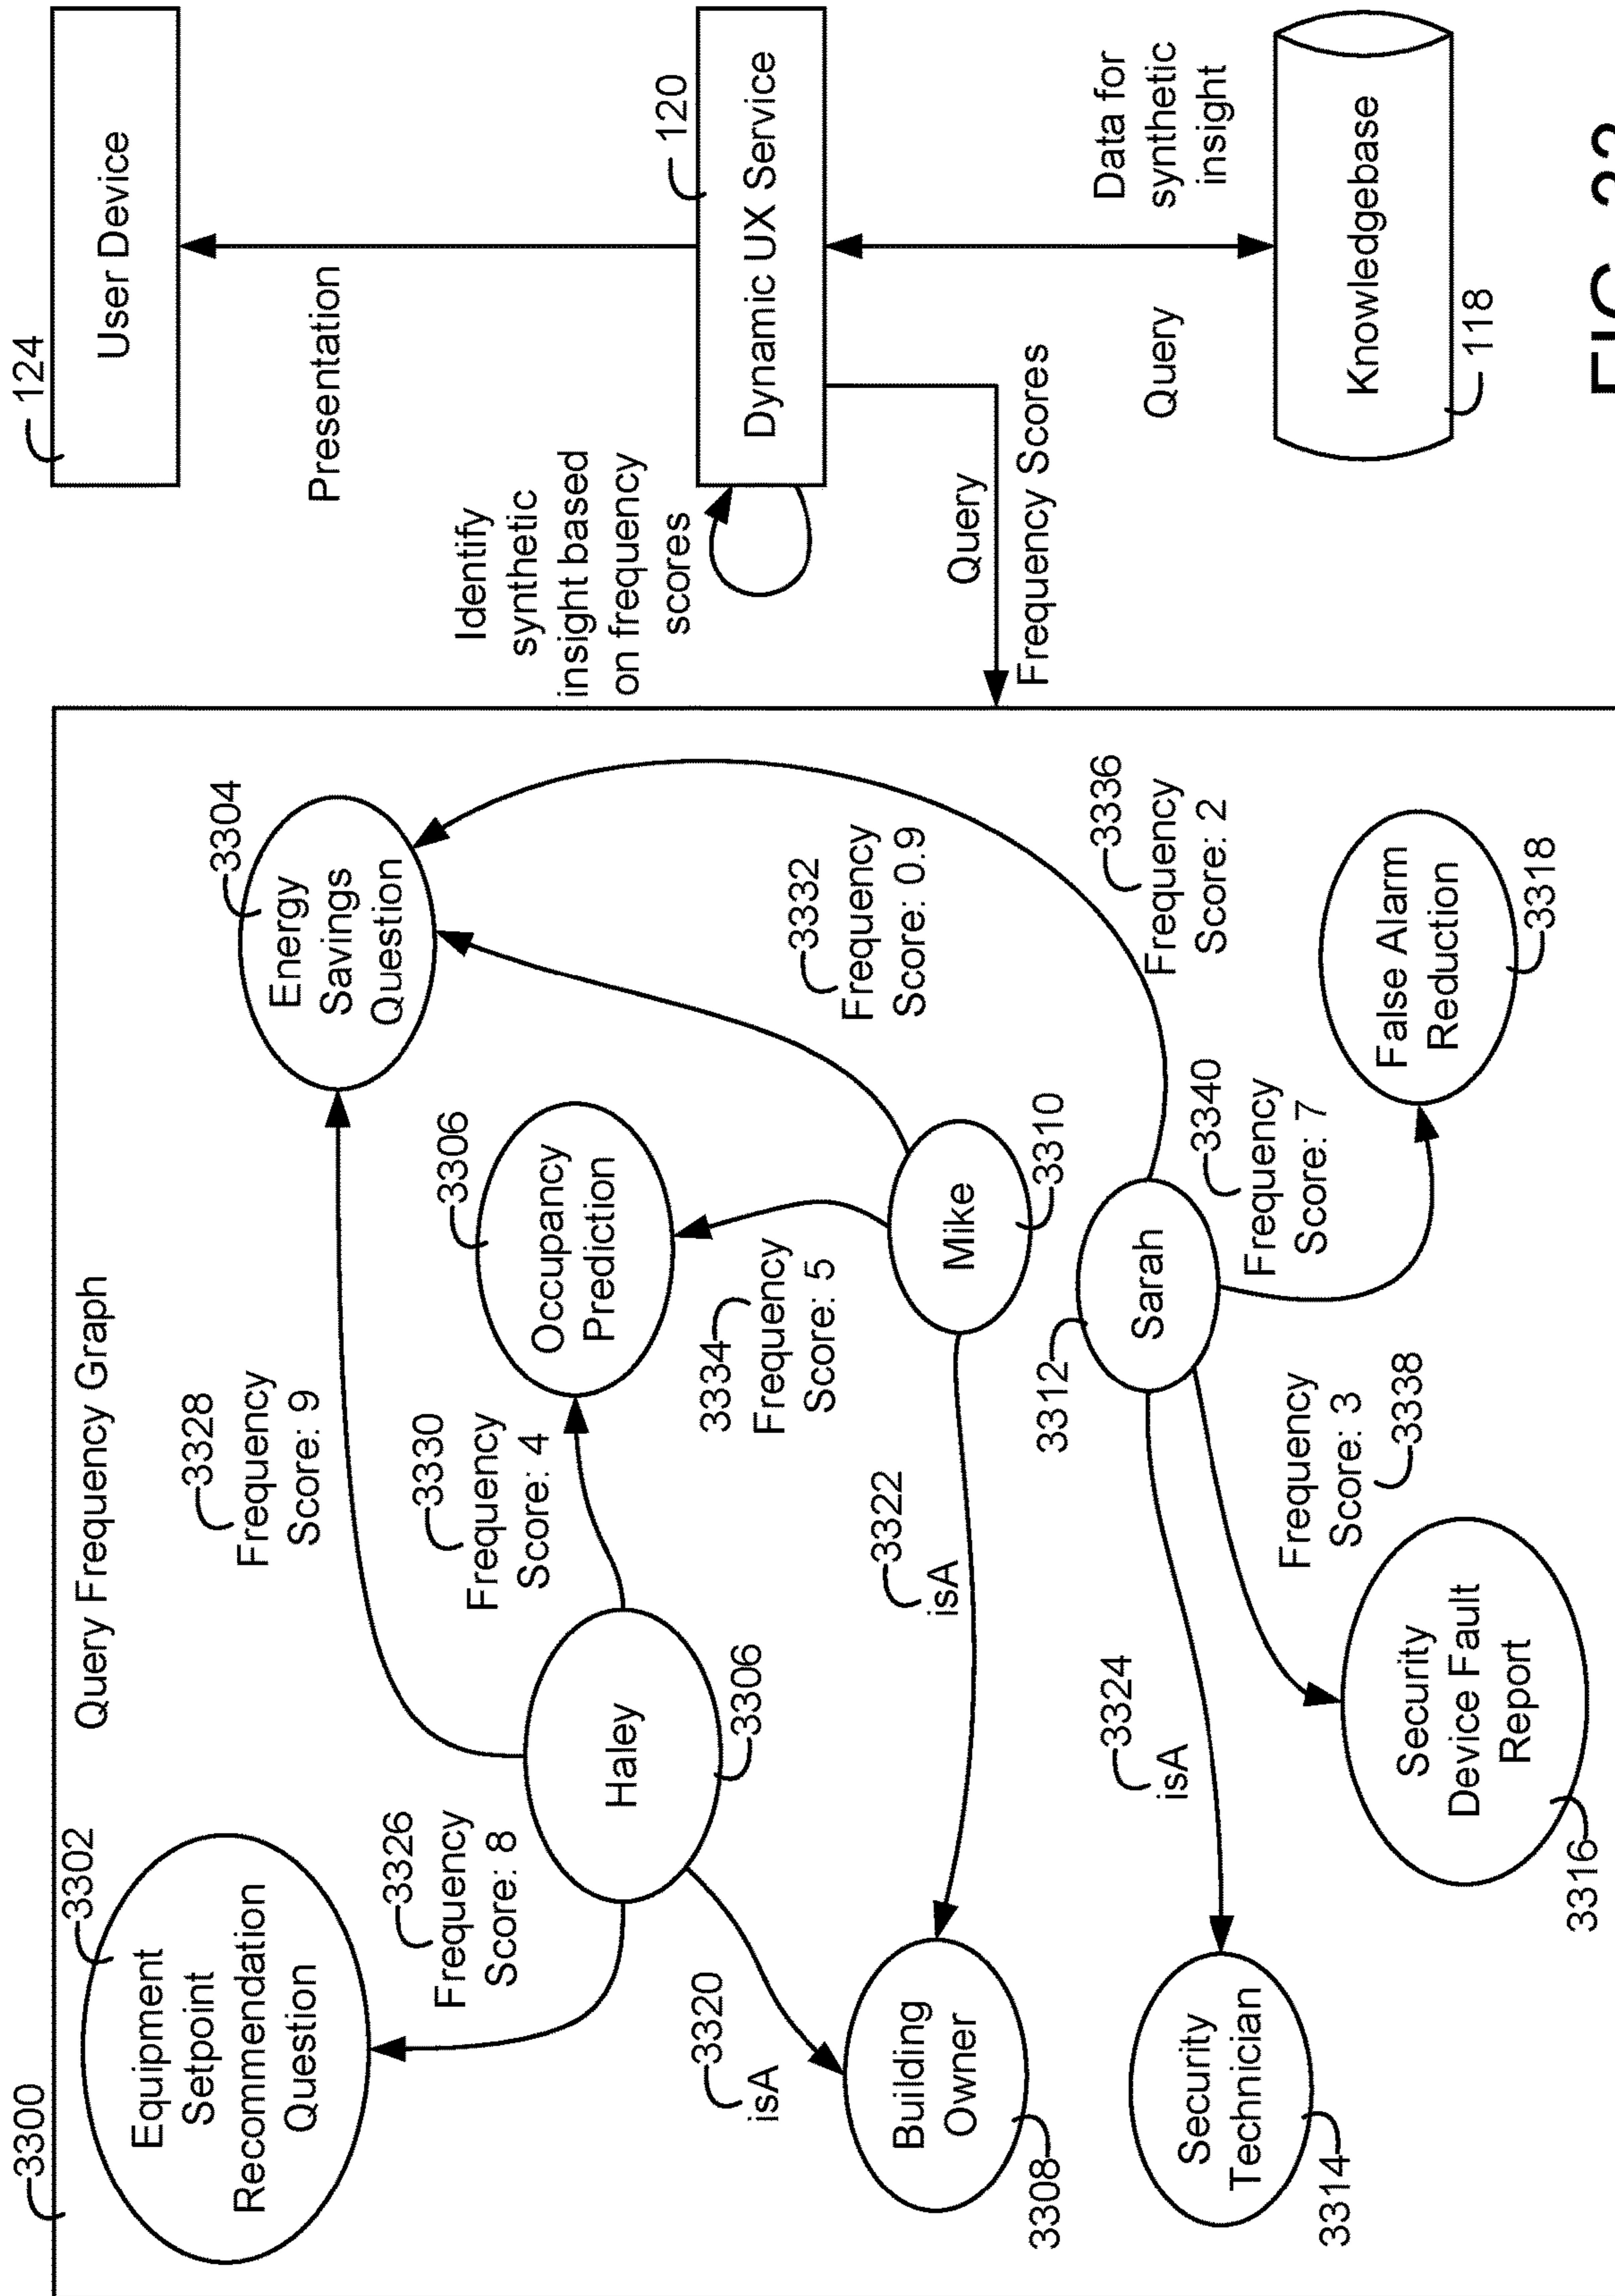 3300
Query Frequency Graph
3302
Equipment
Setpoint
Recommendation
Question
3326
Frequency
Score: 8
3328
Frequency
Score: 9
3304
Energy
Savings
Question
3330
Frequency
Score: 4
3306
Occupancy
Prediction
Haley
3306
3320
isA
3334
Frequency
Score: 5
3332
Frequency
Score: 0.9
Building
Owner
3308
3322
isA
Mike
3310
3336
Frequency
Score: 2
3312
Sarah
3324
isA
Security
Technician
3314
3340
Frequency
Score: 7
Frequency
Score: 3
3338
Security
Device Fault
Report
3316
False Alarm
Reduction
3318
124
User Device
Presentation
Identify
synthetic
insight based
on frequency
scores
120
Dynamic UX Service
Query
Frequency Scores
Query
Data for
synthetic
insight
Knowledgebase
118